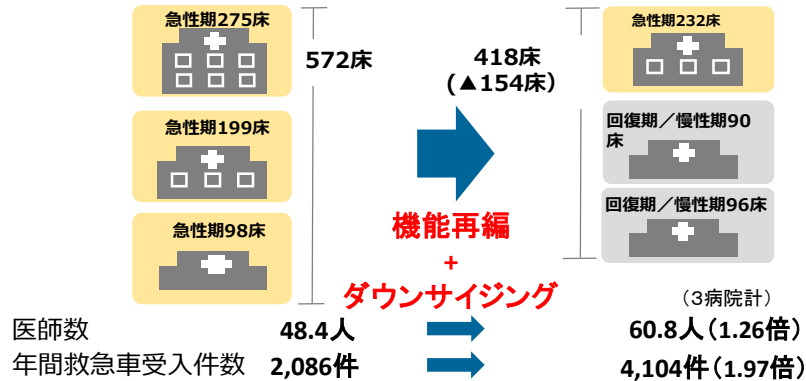 急性期275床
572床
急性期199床
急性期98床
418床
(▲154床)
機能再編
+
ダウンサイジング
急性期232床
回復期／慢性期90
床
回復期／慢性期96床
（3病院計）
医師数 48.4人 60.8人（1.26倍）
年間救急車受入件数 2,086件 4,104件（1.97倍）